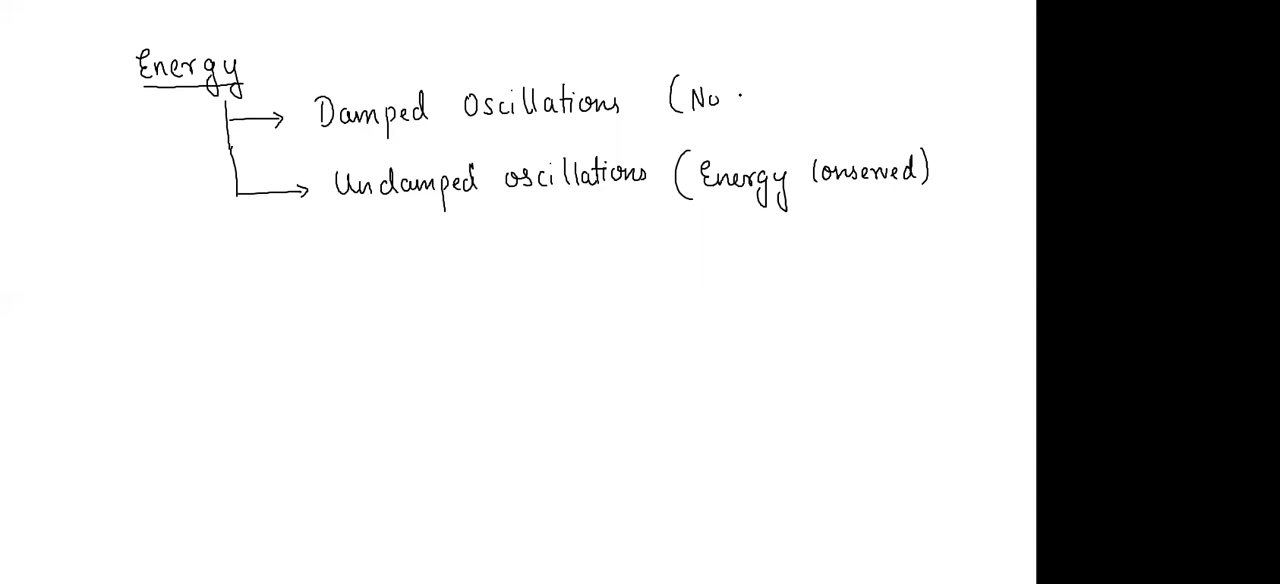 Energy
Damped Oscillations (No .
Undamped oscillations (Energy Conserved)